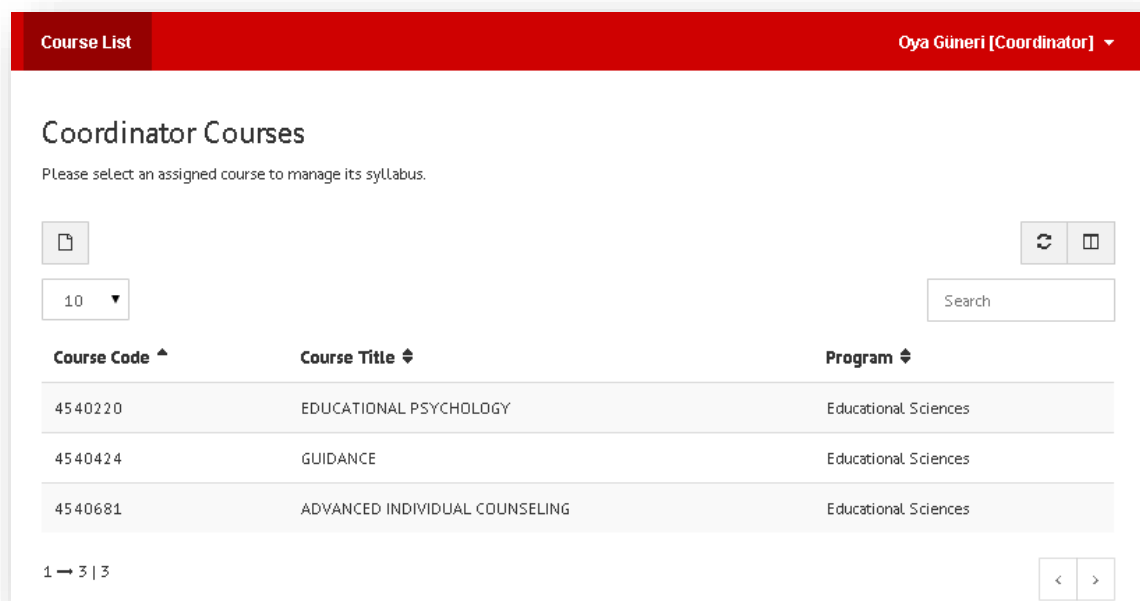 Course List Oya Güneri [Coordinator]
Coordinator Courses
Please select an assigned course to manage its syllabus.
10 Search
Course Code Course Title Program
4540220 EDUCATIONAL PSYCHOLOGY Educational Sciences
4540424 GUIDANCE Educational Sciences
4540681 ADVANCED INDIVIDUAL COUNSELING Educational Sciences
1 → 3 | 3